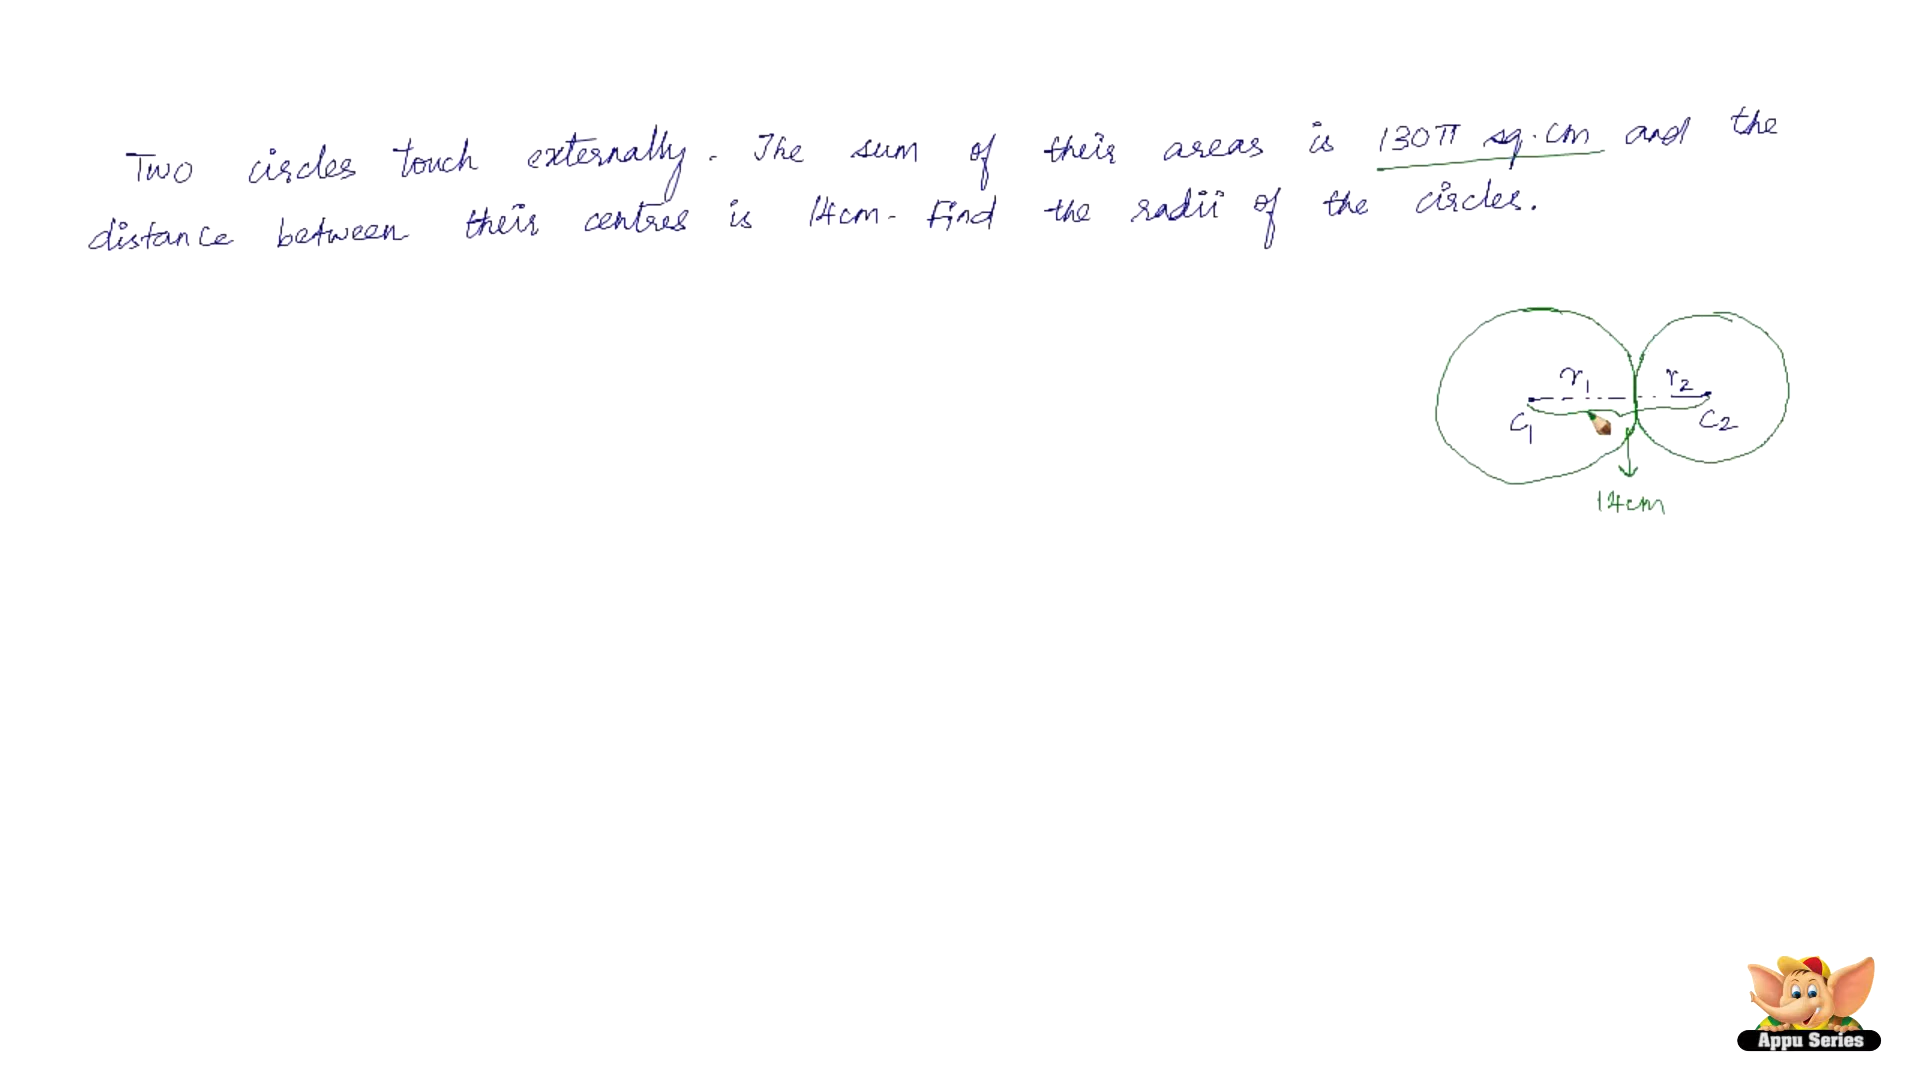 Two circles touch externally. The sum of their areas is 130π sq.cm and the
distance between their centres is 14cm. Find the radii of the circles.
r1 r2
C1 C2
14cm
Appu Series